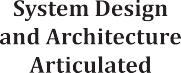 System Design
and Architecture
Articulated